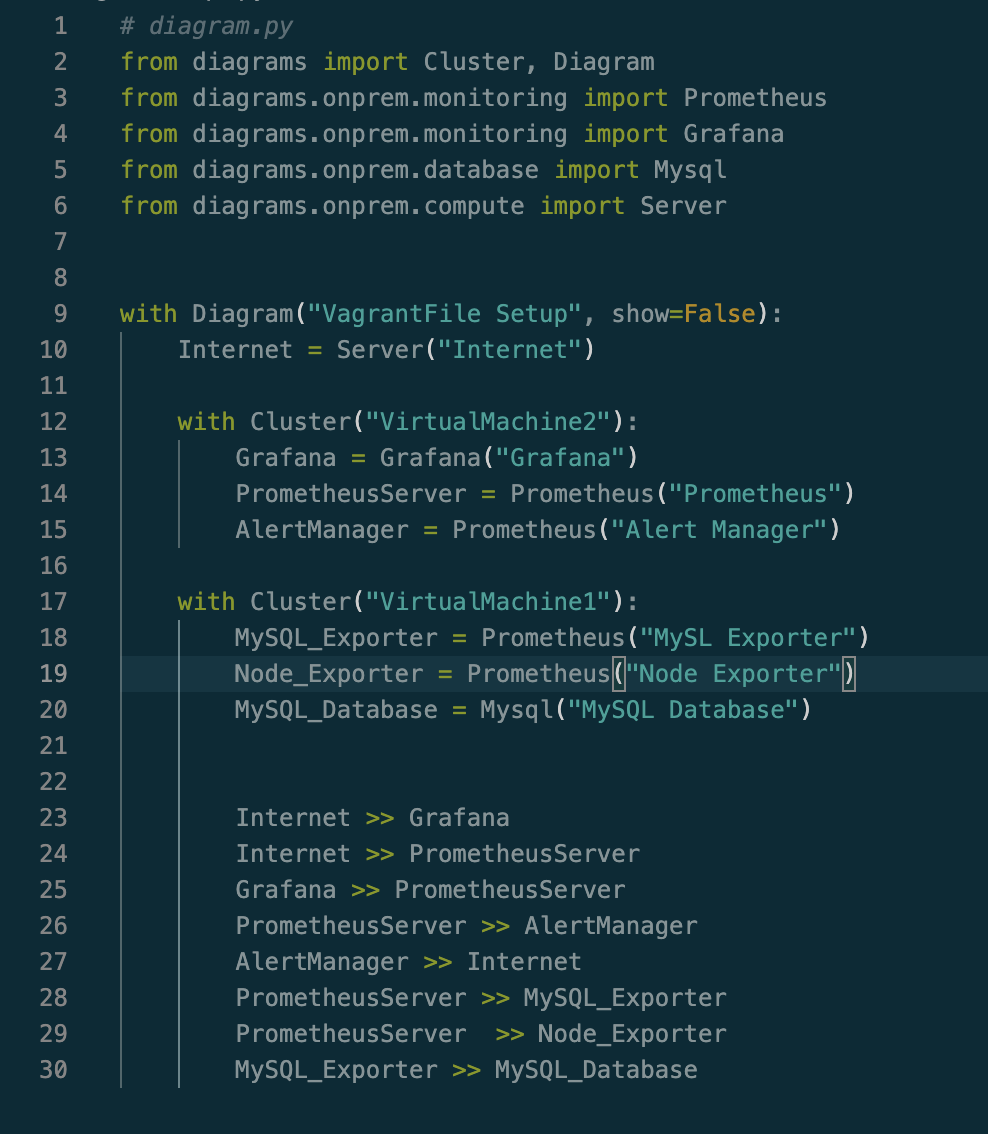 1 # diagram.py
2 from diagrams import Cluster, Diagram
3 from diagrams.onprem.monitoring import Prometheus
4 from diagrams.onprem.monitoring import Grafana
5 from diagrams.onprem.database import Mysql
6 from diagrams.onprem.compute import Server
7
8
9 with Diagram("VagrantFile Setup", show=False):
10     Internet = Server("Internet")
11
12     with Cluster("VirtualMachine2"):
13         Grafana = Grafana("Grafana")
14         PrometheusServer = Prometheus("Prometheus")
15         AlertManager = Prometheus("Alert Manager")
16
17     with Cluster("VirtualMachine1"):
18         MySQL_Exporter = Prometheus("MySL Exporter")
19         Node_Exporter = Prometheus("Node Exporter")
20         MySQL_Database = Mysql("MySQL Database")
21
22
23         Internet >> Grafana
24         Internet >> PrometheusServer
25         Grafana >> PrometheusServer
26         PrometheusServer >> AlertManager
27         AlertManager >> Internet
28         PrometheusServer >> MySQL_Exporter
29         PrometheusServer  >> Node_Exporter
30         MySQL_Exporter >> MySQL_Database